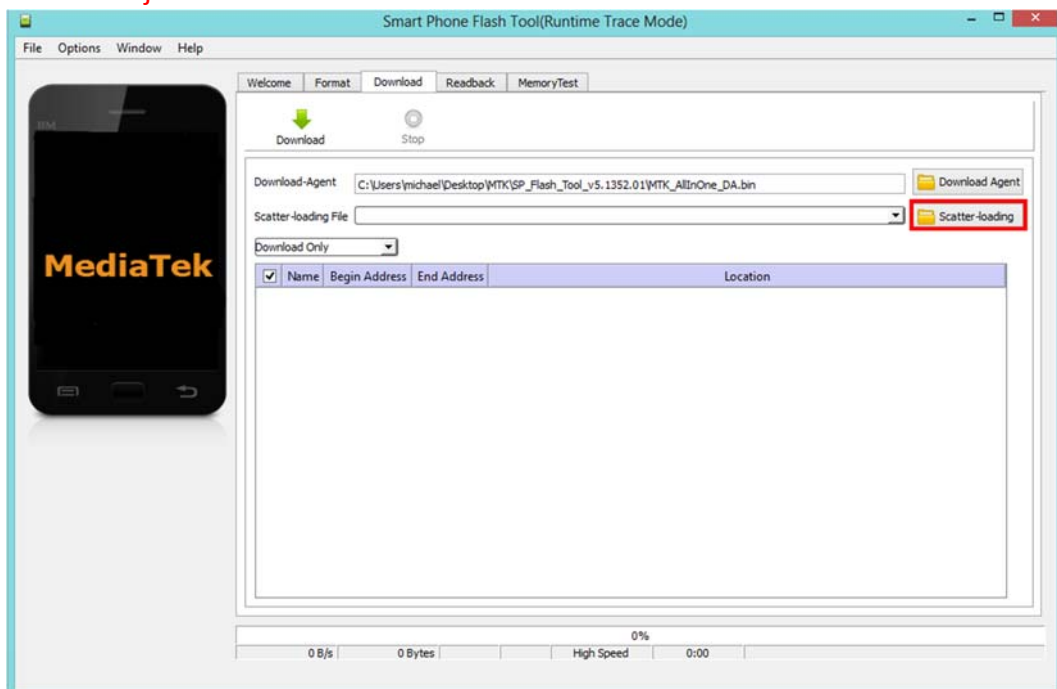 Smart Phone Flash Tool(Runtime Trace Mode)
File Options Window Help
Welcome Format Download Readback MemoryTest
Download Stop
Download-Agent C:\Users\michael\Desktop\MTK\SP_Flash_Tool_v5.1352.01\MTK_AllInOne_DA.bin Download Agent
Scatter-loading File Scatter-loading
Download Only
Name Begin Address End Address Location
MediaTek
0%
0 B/s 0 Bytes High Speed 0:00